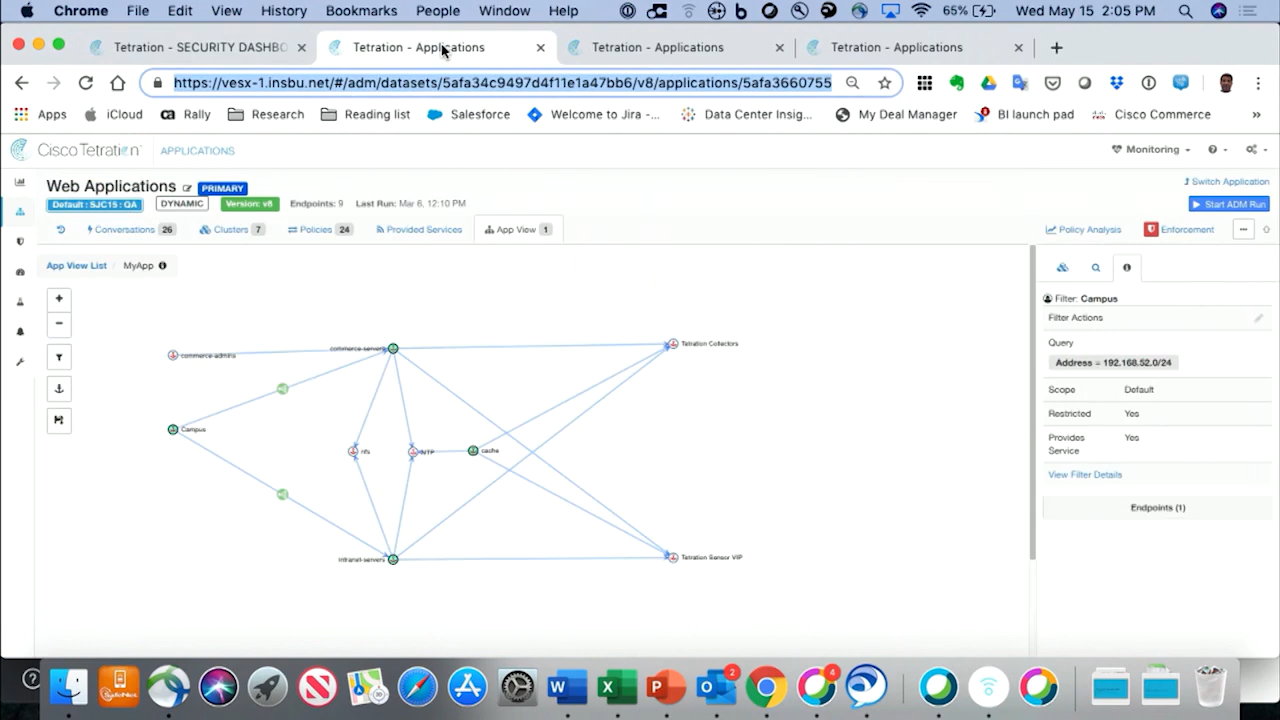 Chrome File Edit View History Bookmarks People Window Help 65% Wed May 15 2:05 PM
Tetration - SECURITY DASHBO Tetration - Applications Tetration - Applications Tetration - Applications
https://vesx-1.insbu.net/#/adm/datasets/5afa34c9497d4f11e1a47bb6/v8/applications/5afa3660755
Apps iCloud Rally Research Reading list Salesforce Welcome to Jira -... Data Center Insig... My Deal Manager BI launch pad Cisco Commerce »
CiscoTetration APPLICATIONS Monitoring
Web Applications PRIMARY Switch Application
Default : SJC15 : QA DYNAMIC Version: v8 Endpoints: 9 Last Run: Mar 6, 12:10 PM Start ADM Run
Conversations 26 Clusters 7 Policies 24 Provided Services App View 1 Policy Analysis Enforcement
App View List MyApp
Filter: Campus
Filter Actions
Query
Address = 192.168.52.0/24
Scope Default
Restricted Yes
Provides Service Yes
View Filter Details
Endpoints (1)
commerce-admins
commerce-servers
Tetration Collectors
Campus
nfs
NTP
cache
intranet-servers
Tetration Sensor VIP
2
4